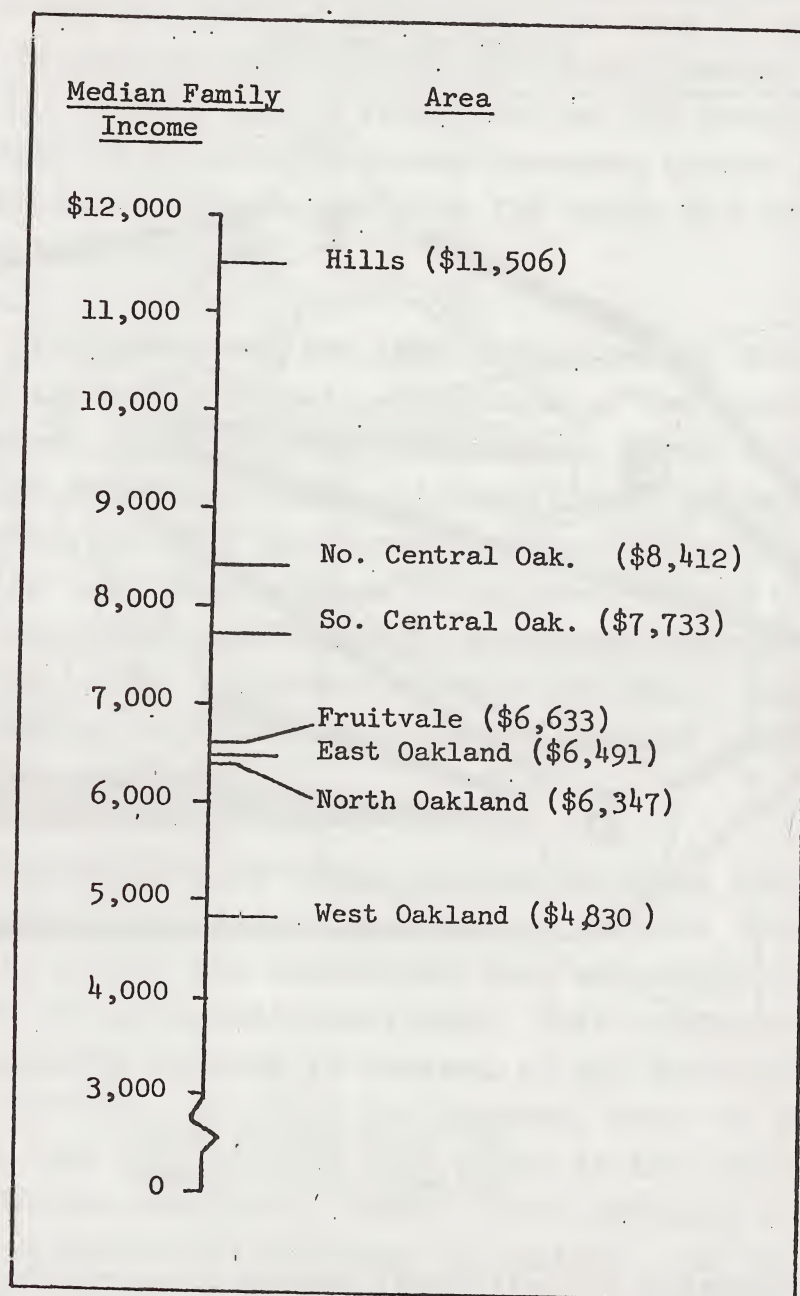 Median Family Area
Income
$12,000
Hills ($11,506)
11,000
10,000
9,000
No. Central Oak. ($8,412)
8,000
So. Central Oak. ($7,733)
7,000
Fruitvale ($6,633)
East Oakland ($6,491)
6,000 North Oakland ($6,347)
5,000
West Oakland ($4,830 )
4,000
3,000
0